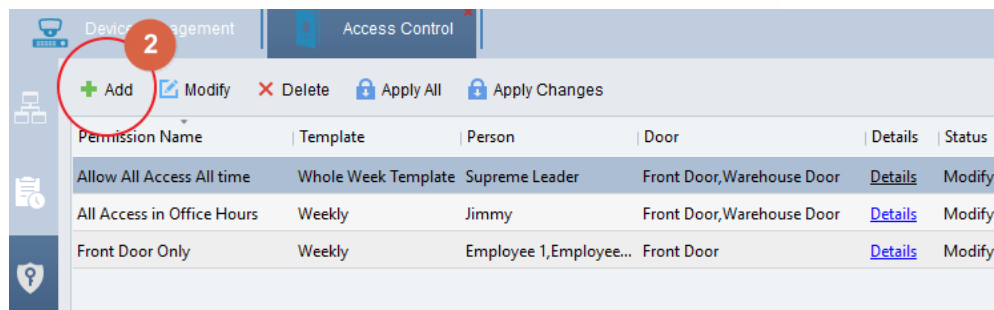 Device Management Access Control
2
Add Modify Delete Apply All Apply Changes
Permission Name Template Person Door Details Status
Allow All Access All time Whole Week Template Supreme Leader Front Door,Warehouse Door Details Modify
All Access in Office Hours Weekly Jimmy Front Door,Warehouse Door Details Modify
Front Door Only Weekly Employee 1,Employee... Front Door Details Modify